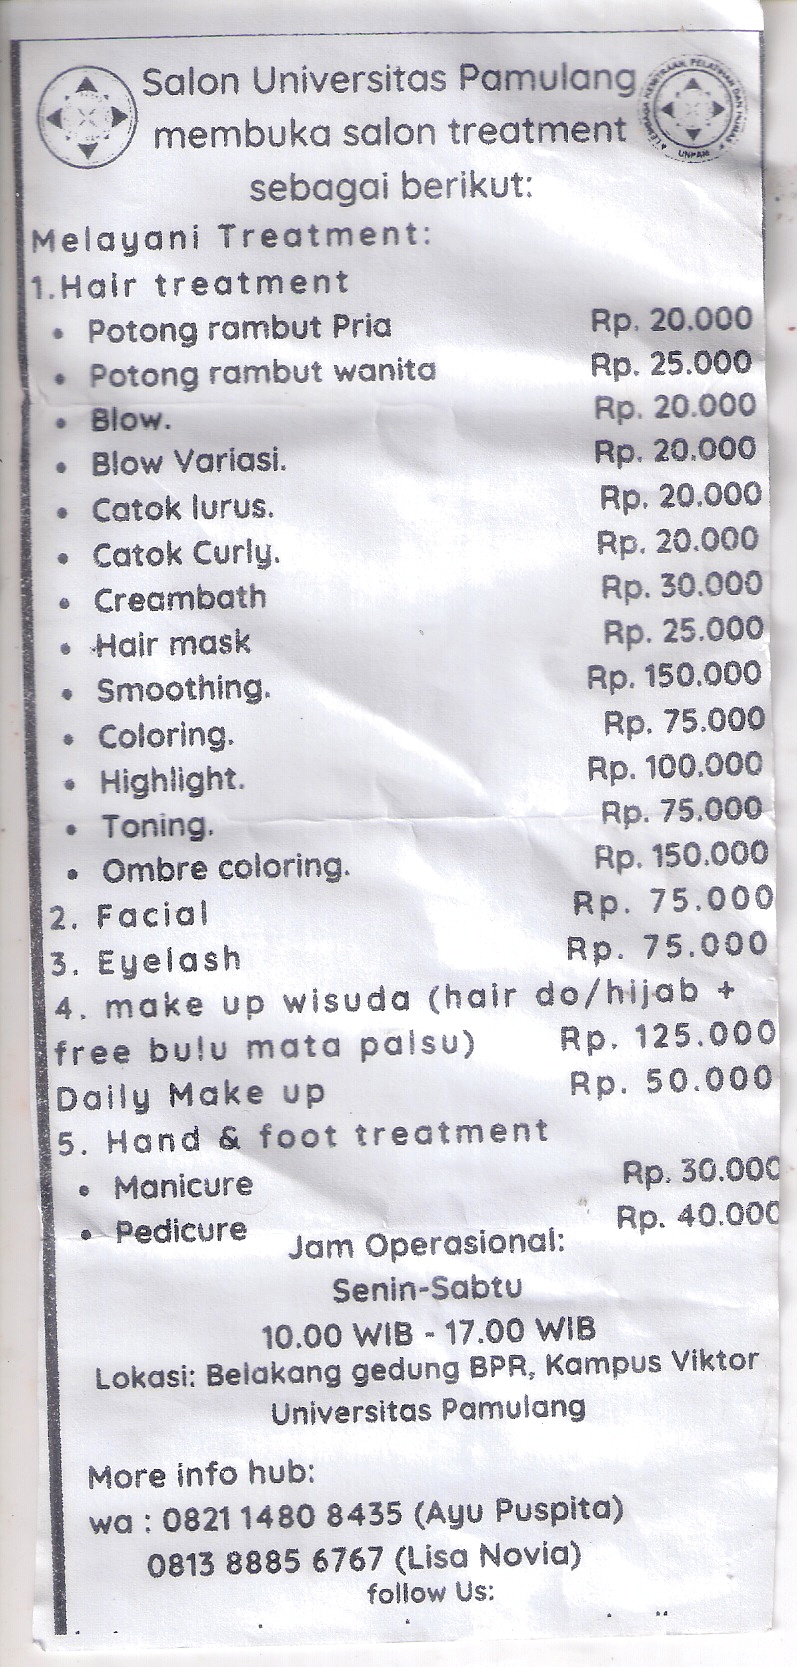 Salon Universitas Pamulang
membuka salon treatment
sebagai berikut:
LEMBAGA KEMITRAAN, PELATIHAN DAN
UNPAM
Melayani Treatment:
1.Hair treatment
• Potong rambut Pria Rp. 20.000
• Potong rambut wanita Rp. 25.000
• Blow. Rp. 20.000
• Blow Variasi. Rp. 20.000
• Catok lurus. Rp. 20.000
• Catok Curly. Rp. 20.000
• Creambath Rp. 30.000
• Hair mask Rp. 25.000
• Smoothing. Rp. 150.000
• Coloring. Rp. 75.000
• Highlight. Rp. 100.000
• Toning. Rp. 75.000
• Ombre coloring. Rp. 150.000
2. Facial Rp. 75.000
3. Eyelash Rp. 75.000
4. make up wisuda (hair do/hijab +
free bulu mata palsu) Rp. 125.000
Daily Make up Rp. 50.000
5. Hand & foot treatment
• Manicure Rp. 30.000
• Pedicure Rp. 40.000
Jam Operasional:
Senin-Sabtu
10.00 WIB - 17.00 WIB
Lokasi: Belakang gedung BPR, Kampus Viktor
Universitas Pamulang
More info hub:
wa : 0821 1480 8435 (Ayu Puspita)
0813 8885 6767 (Lisa Novia)
follow Us: